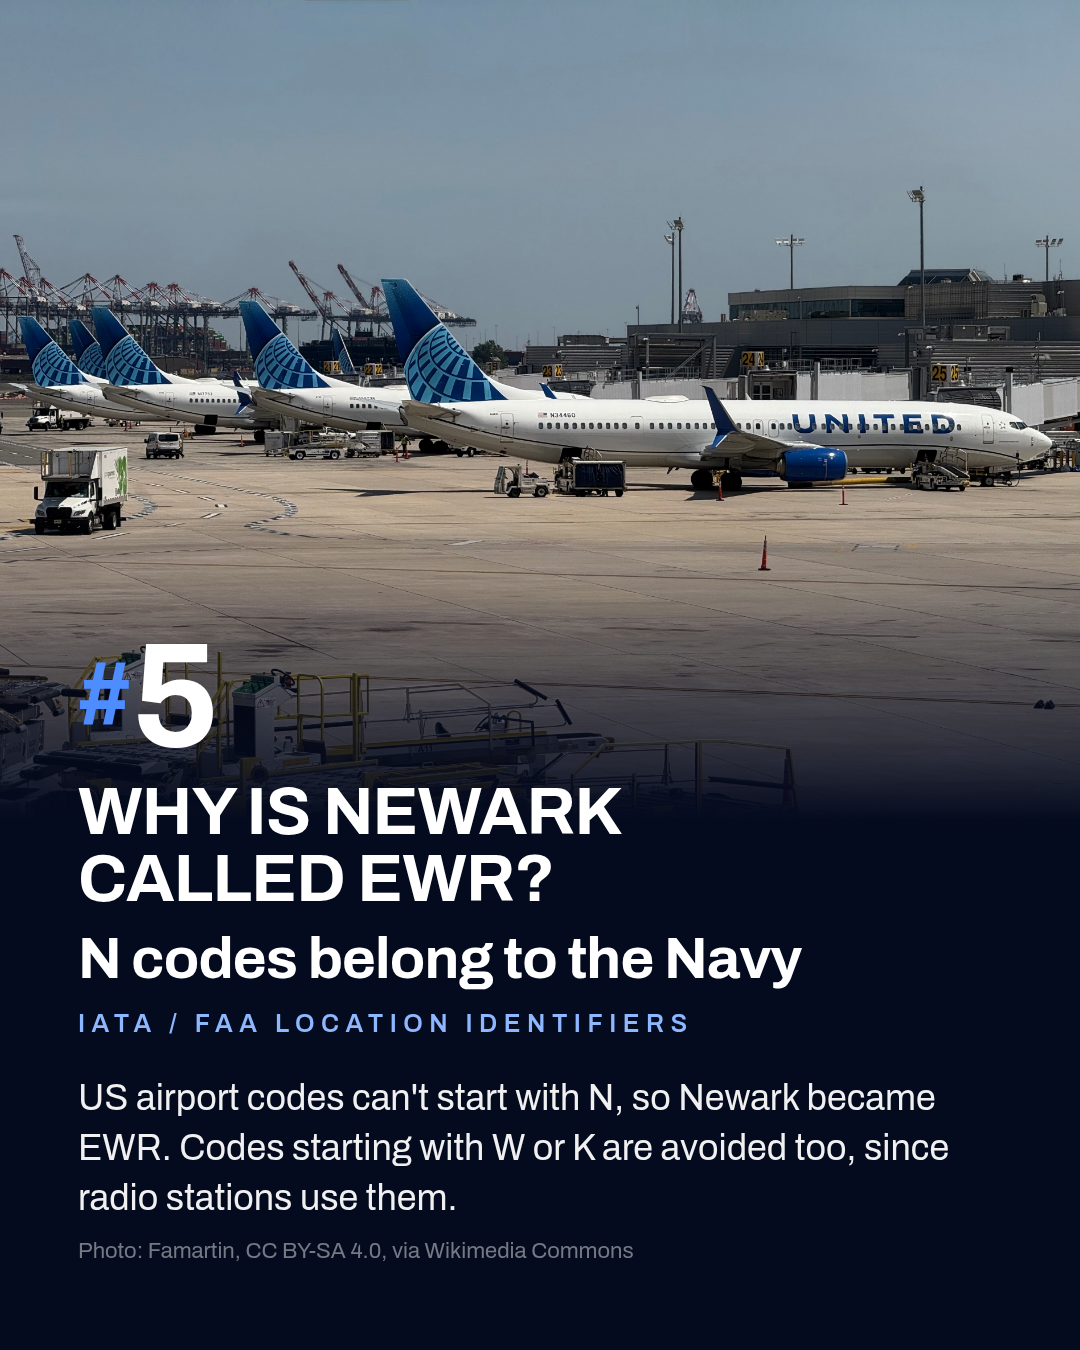 24
25 25
N34460
UNITED
#5
WHY IS NEWARK
CALLED EWR?
N codes belong to the Navy
IATA / FAA LOCATION IDENTIFIERS
US airport codes can't start with N, so Newark became
EWR. Codes starting with W or K are avoided too, since
radio stations use them.
Photo: Famartin, CC BY-SA 4.0, via Wikimedia Commons